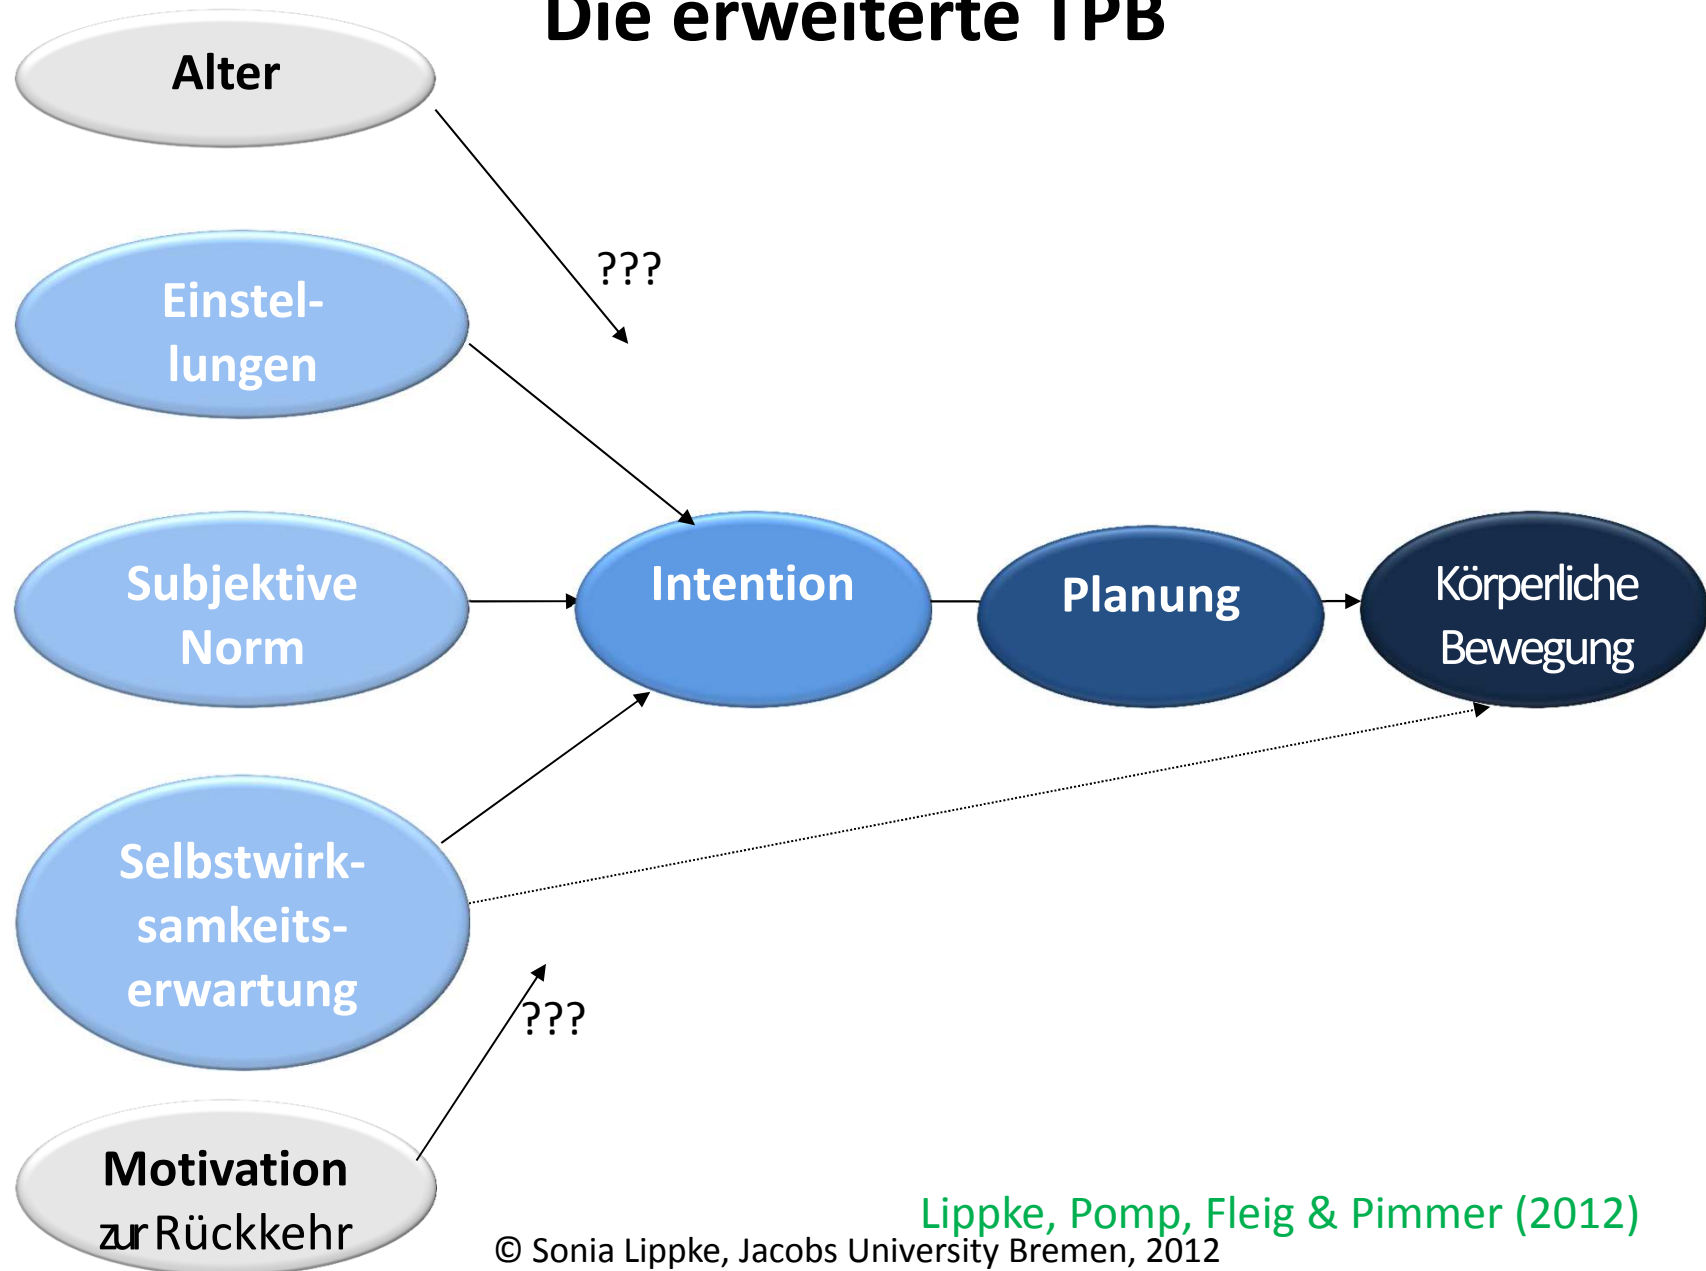 Die erweiterte TPB
Alter
???
Einstel-
lungen
Subjektive
Norm
Intention
Planung
Körperliche
Bewegung
Selbstwirk-
samkeits-
erwartung
???
Motivation
zur Rückkehr
Lippke, Pomp, Fleig & Pimmer (2012)
© Sonia Lippke, Jacobs University Bremen, 2012